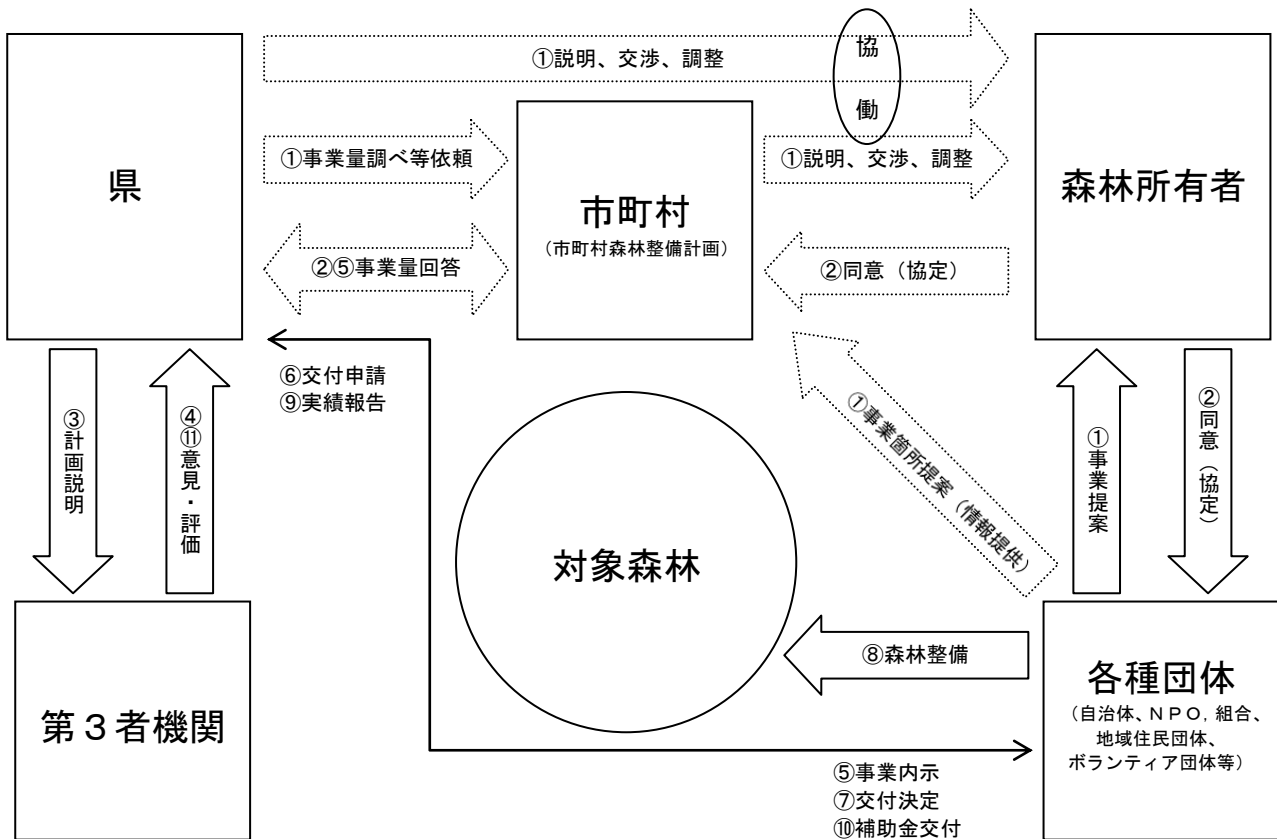 ①説明、交渉、調整
協
働
県
①事業量調べ等依頼
市町村
（市町村森林整備計画）
①説明、交渉、調整
森林所有者
②⑤事業量回答
②同意（協定）
⑥交付申請
⑨実績報告
③計画説明
④⑪意見・評価
①事業箇所提案（情報提供）
①事業提案
②同意（協定）
対象森林
⑧森林整備
第３者機関
各種団体
（自治体、ＮＰＯ，組合、
地域住民団体、
ボランティア団体等）
⑤事業内示
⑦交付決定
⑩補助金交付